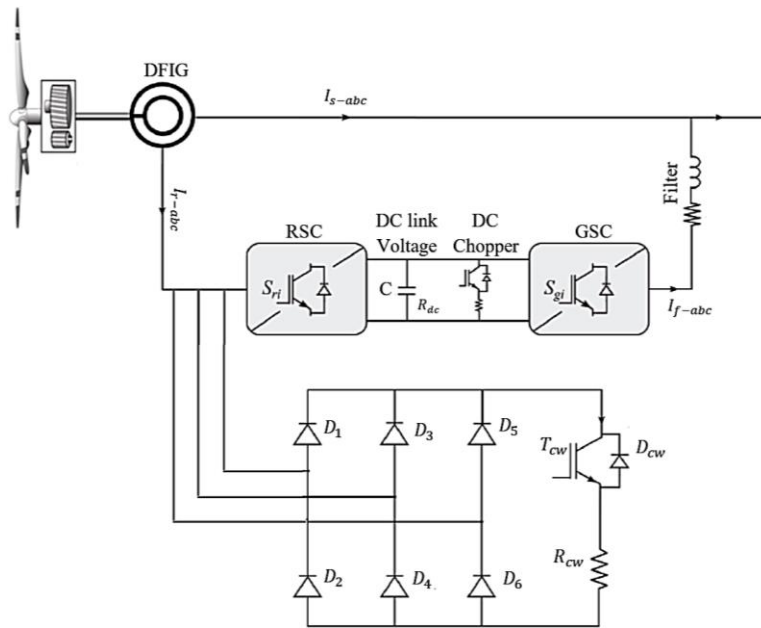 DFIG
I_{s-abc}
I_{r-abc}
Filter
RSC
DC link
Voltage
DC
Chopper
GSC
S_{ri}
C
R_{dc}
S_{gi}
I_{f-abc}
D_1
D_3
D_5
T_{cw}
D_{cw}
D_2
D_4
D_6
R_{cw}